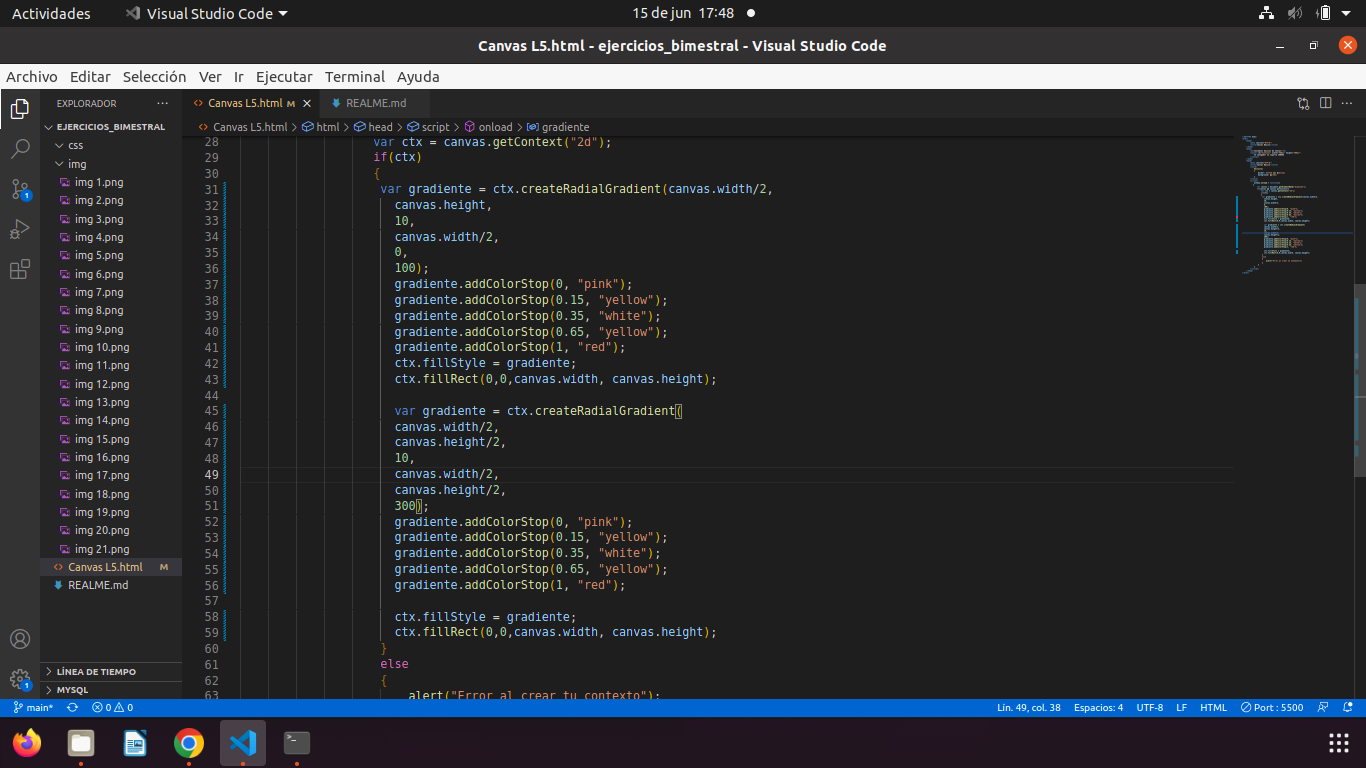 Actividades
Visual Studio Code
15 de jun 17:48
Canvas L5.html - ejercicios_bimestral - Visual Studio Code
Archivo Editar Selección Ver Ir Ejecutar Terminal Ayuda
EXPLORADOR
EJERCICIOS_BIMESTRAL
css
img
img 1.png
img 2.png
img 3.png
img 4.png
img 5.png
img 6.png
img 7.png
img 8.png
img 9.png
img 10.png
img 11.png
img 12.png
img 13.png
img 14.png
img 15.png
img 16.png
img 17.png
img 18.png
img 19.png
img 20.png
img 21.png
Canvas L5.html M
REALME.md
LÍNEA DE TIEMPO
MYSQL
1
1
Canvas L5.html M
REALME.md
Canvas L5.html > html > head > script > onload > gradiente
28 var ctx = canvas.getContext("2d");
29 if(ctx)
30 {
31 var gradiente = ctx.createRadialGradient(canvas.width/2,
32 canvas.height,
33 10,
34 canvas.width/2,
35 0,
36 100);
37 gradiente.addColorStop(0, "pink");
38 gradiente.addColorStop(0.15, "yellow");
39 gradiente.addColorStop(0.35, "white");
40 gradiente.addColorStop(0.65, "yellow");
41 gradiente.addColorStop(1, "red");
42 ctx.fillStyle = gradiente;
43 ctx.fillRect(0,0,canvas.width, canvas.height);
44
45 var gradiente = ctx.createRadialGradient(
46 canvas.width/2,
47 canvas.height/2,
48 10,
49 canvas.width/2,
50 canvas.height/2,
51 300);
52 gradiente.addColorStop(0, "pink");
53 gradiente.addColorStop(0.15, "yellow");
54 gradiente.addColorStop(0.35, "white");
55 gradiente.addColorStop(0.65, "yellow");
56 gradiente.addColorStop(1, "red");
57
58 ctx.fillStyle = gradiente;
59 ctx.fillRect(0,0,canvas.width, canvas.height);
60 }
61 else
62 {
63 alert("Error al crear tu contexto");
main*
0 0
Lín. 49, col. 38
Espacios: 4
UTF-8
LF
HTML
Port : 5500